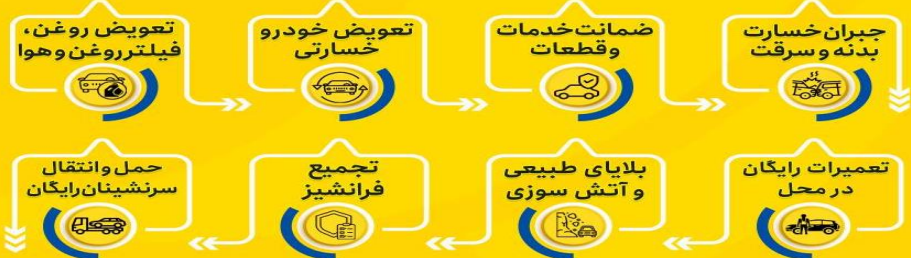 تعویض روغن،
فیلتر روغن و هوا
تعویض خودرو
خسارتی
ضمانت خدمات
و قطعات
جبران خسارت
بدنه و سرقت
تعمیرات رایگان
در محل
بلایای طبیعی
و آتش سوزی
تجمیع
فرانشیز
حمل و انتقال
سرنشینان رایگان